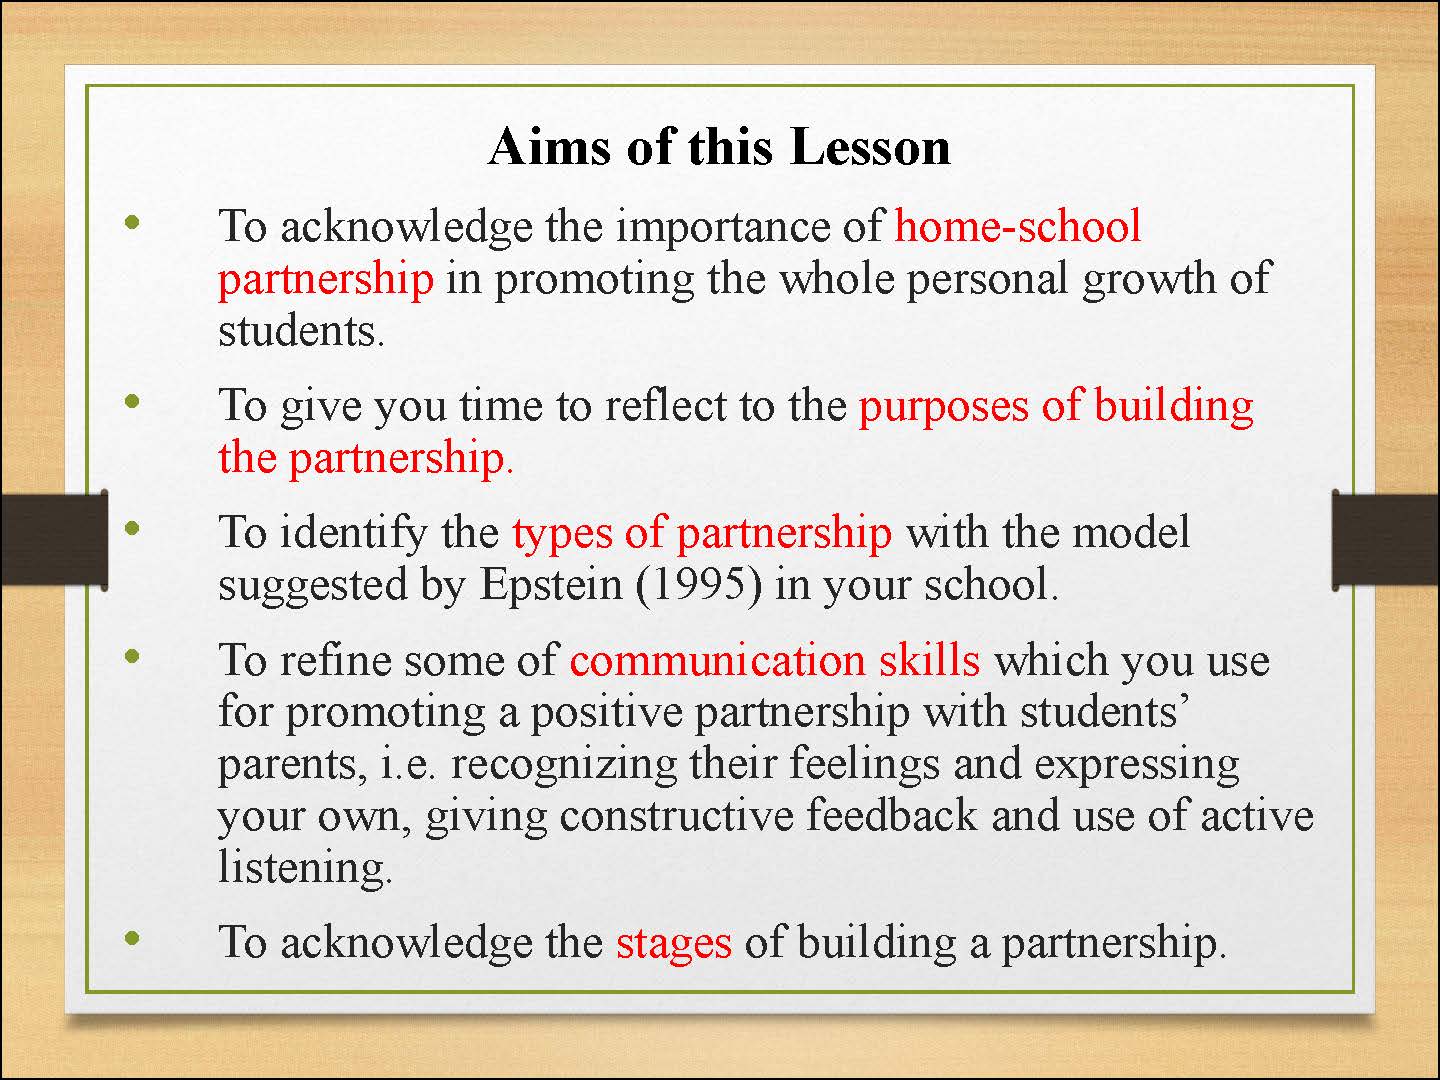 Aims of this Lesson
• To acknowledge the importance of home-school
partnership in promoting the whole personal growth of
students.
• To give you time to reflect to the purposes of building
the partnership.
• To identify the types of partnership with the model
suggested by Epstein (1995) in your school.
• To refine some of communication skills which you use
for promoting a positive partnership with students’
parents, i.e. recognizing their feelings and expressing
your own, giving constructive feedback and use of active
listening.
• To acknowledge the stages of building a partnership.